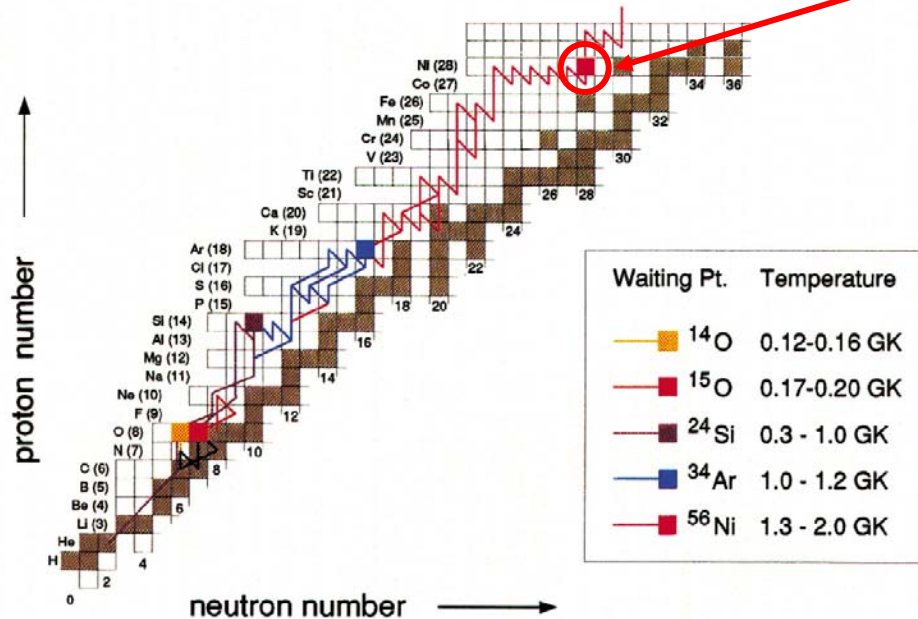 Ni (28)
Co (27)
Fe (26)
Mn (25)
Cr (24)
V (23)
Ti (22)
Sc (21)
Ca (20)
K (19)
Ar (18)
Cl (17)
S (16)
P (15)
Si (14)
Al (13)
Mg (12)
Na (11)
Ne (10)
F (9)
O (8)
N (7)
C (6)
B (5)
Be (4)
Li (3)
He
H
0
2
4
6
8
10
12
14
16
18
20
22
24
26
28
30
32
34
36
proton number
neutron number
Waiting Pt. Temperature
¹⁴O 0.12-0.16 GK
¹⁵O 0.17-0.20 GK
²⁴Si 0.3 - 1.0 GK
³⁴Ar 1.0 - 1.2 GK
⁵⁶Ni 1.3 - 2.0 GK